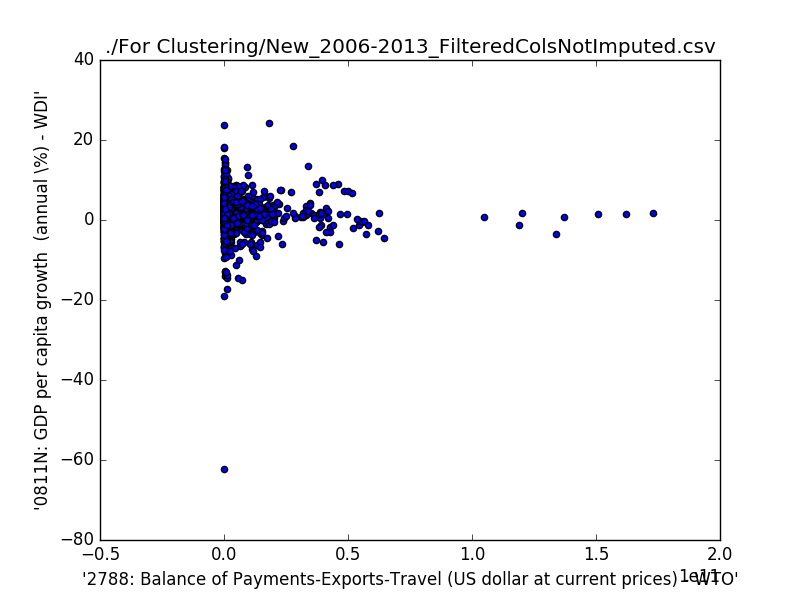 ./For Clustering/New_2006-2013_FilteredColsNotImputed.csv
40
20
0
−20
−40
−60
−80
'0811N: GDP per capita growth (annual \%) - WDI'
−0.5 0.0 0.5 1.0 1.5 2.0
1e11
'2788: Balance of Payments-Exports-Travel (US dollar at current prices) - WTO'